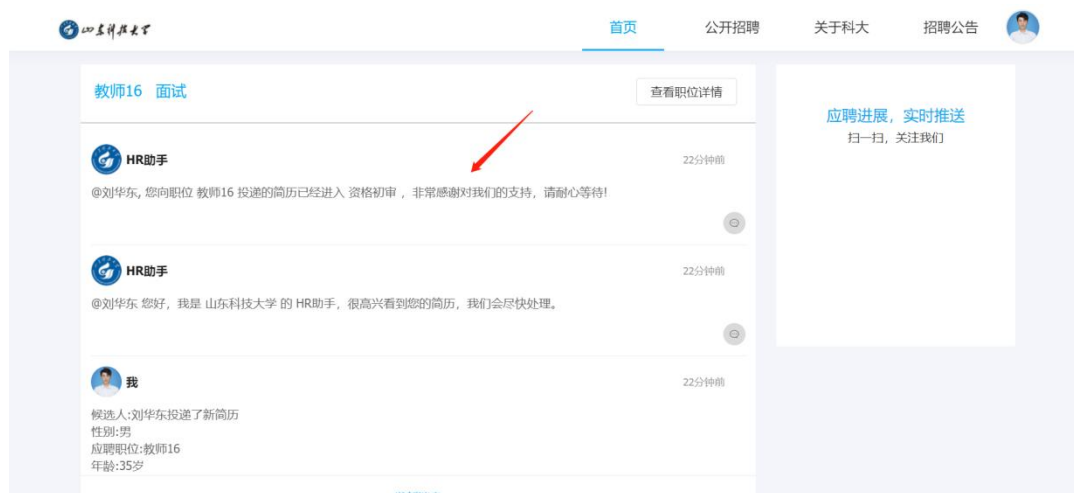 山东科技大学
首页
公开招聘
关于科大
招聘公告
教师16 面试
查看职位详情
HR助手
22分钟前
@刘华东, 您向职位 教师16 投递的简历已经进入 资格初审 ，非常感谢对我们的支持，请耐心等待!
HR助手
22分钟前
@刘华东 您好，我是 山东科技大学 的 HR助手，很高兴看到您的简历，我们会尽快处理。
我
22分钟前
候选人:刘华东投递了新简历
性别:男
应聘职位:教师16
年龄:35岁
应聘进展，实时推送
扫一扫，关注我们